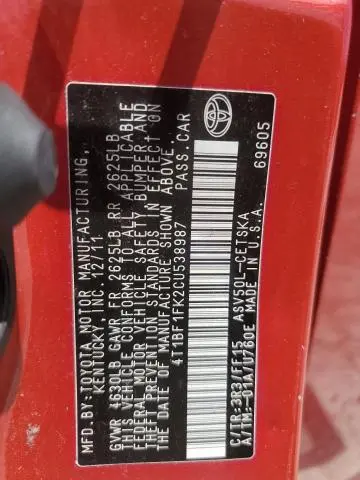 MFD.BY: TOYOTA MOTOR MANUFACTURING,
KENTUCKY, INC. 12/11
GVWR 4630LB GAWR FR 2625LB RR 2625LB
THIS VEHICLE CONFORMS TO ALL APPLICABLE
FEDERAL MOTOR VEHICLE SAFETY, BUMPER AND
THEFT PREVENTION STANDARDS IN EFFECT ON
THE DATE OF MANUFACTURE SHOWN ABOVE.
4T1BF1FK2CU538987 PASS.CAR
C/TR: 3R3/FE15 ASV50L-CETSKA
A/TM: -01A/U760E MADE IN U.S.A. 69605